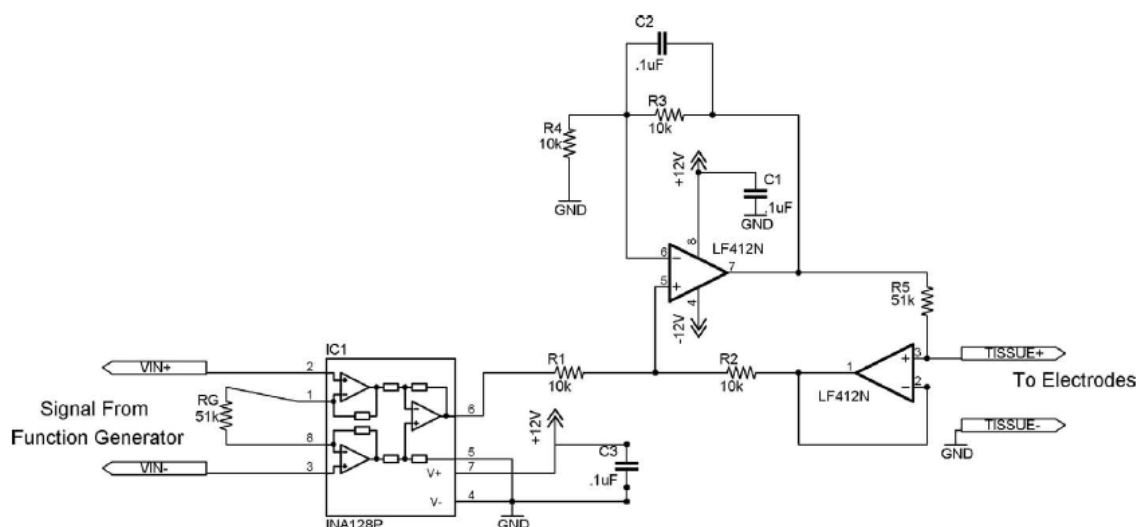 C2
.1uF
R3
10k
R4
10k
GND
+12V
C1
.1uF
GND
8
LF412N
6
7
5
4
-12V
R5
51k
IC1
VIN+
2
R1
10k
R2
10k
1
3
2
LF412N
TISSUE+
To Electrodes
TISSUE-
GND
Signal From
Function Generator
RG
51k
1
8
6
+12V
VIN-
3
5
7
4
V+
V-
C3
.1uF
GND
INA128P